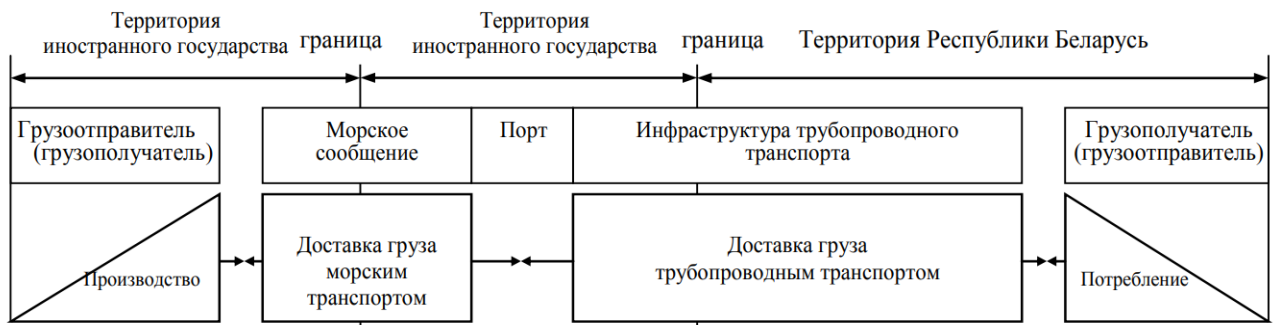 Территория
иностранного государства
граница
Территория
иностранного государства
граница
Территория Республики Беларусь
Грузоотправитель
(грузополучатель)
Морское
сообщение
Порт
Инфраструктура трубопроводного
транспорта
Грузополучатель
(грузоотправитель)
Производство
Доставка груза
морским
транспортом
Доставка груза
трубопроводным транспортом
Потребление